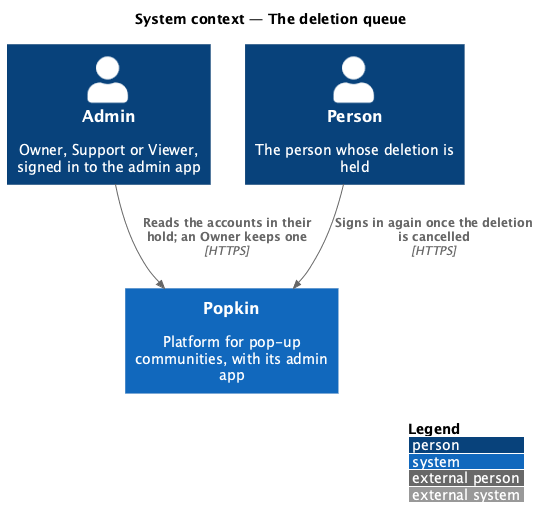 System context — The deletion queue
Admin
Owner, Support or Viewer,
signed in to the admin app
Person
The person whose deletion is
held
Reads the accounts in their
hold; an Owner keeps one
[HTTPS]
Signs in again once the deletion
is cancelled
[HTTPS]
Popkin
Platform for pop-up
communities, with its admin
app
Legend
person
system
external person
external system